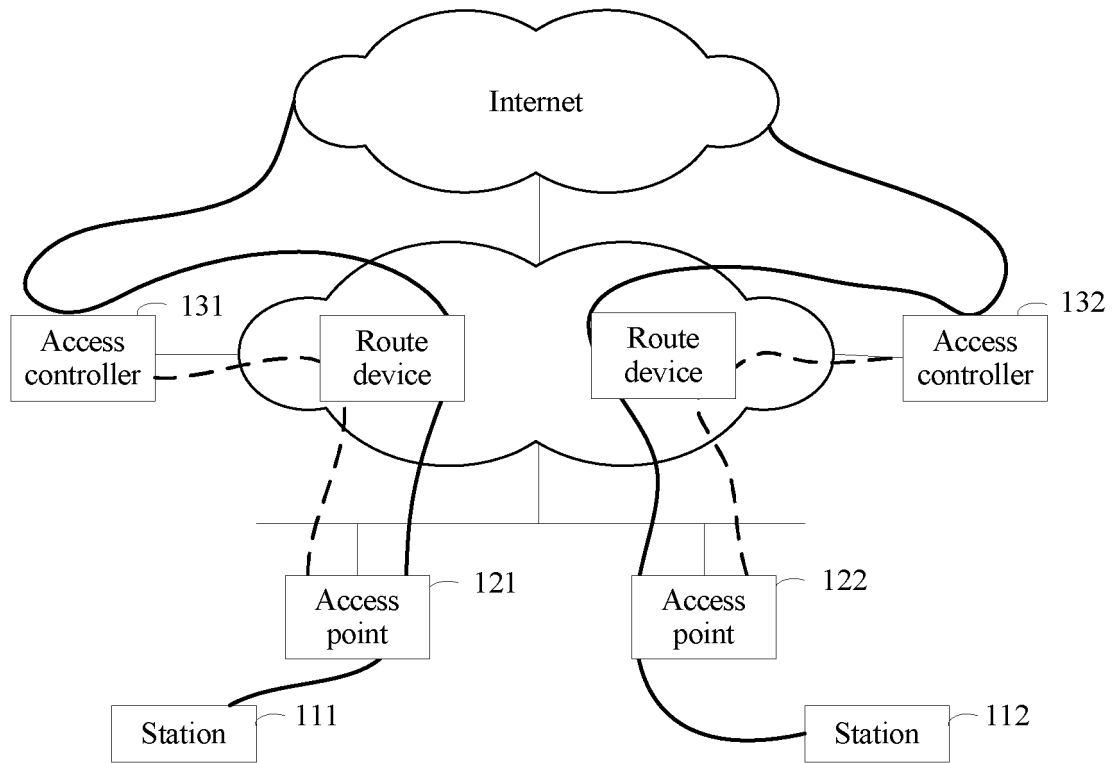 Internet
131
Access
controller
Route
device
Route
device
132
Access
controller
121
Access
point
122
Access
point
111
Station
112
Station